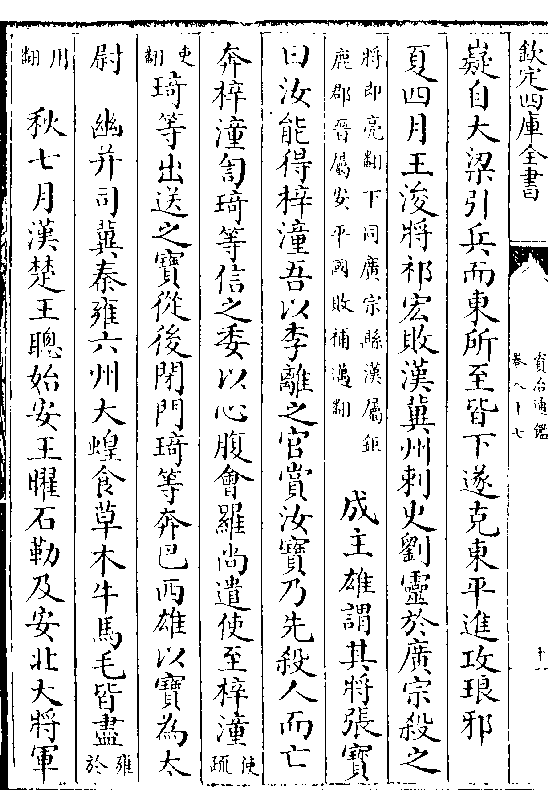 欽定四庫全書
資治通鑑
卷八十七
十一
嶷自大梁引兵而東所至皆下遂克東平進攻琅邪
夏四月王浚將祁宏敗漢冀州刺史劉靈於廣宗殺之
將即亮翻下同廣宗縣漢屬鉅
鹿郡晉屬安平國敗補邁翻
成主雄謂其將張寶
曰汝能得梓潼吾以李離之官賞汝寶乃先殺人而亡
奔梓潼訇琦等信之委以心腹會羅尚遣使至梓潼
使疏
吏翻
琦等出送之寶從後閉門琦等奔巴西雄以寶為太
尉 幽并司冀秦雍六州大蝗食草木牛馬毛皆盡
雍於
用翻
秋七月漢楚王聰始安王曜石勒及安北大將軍